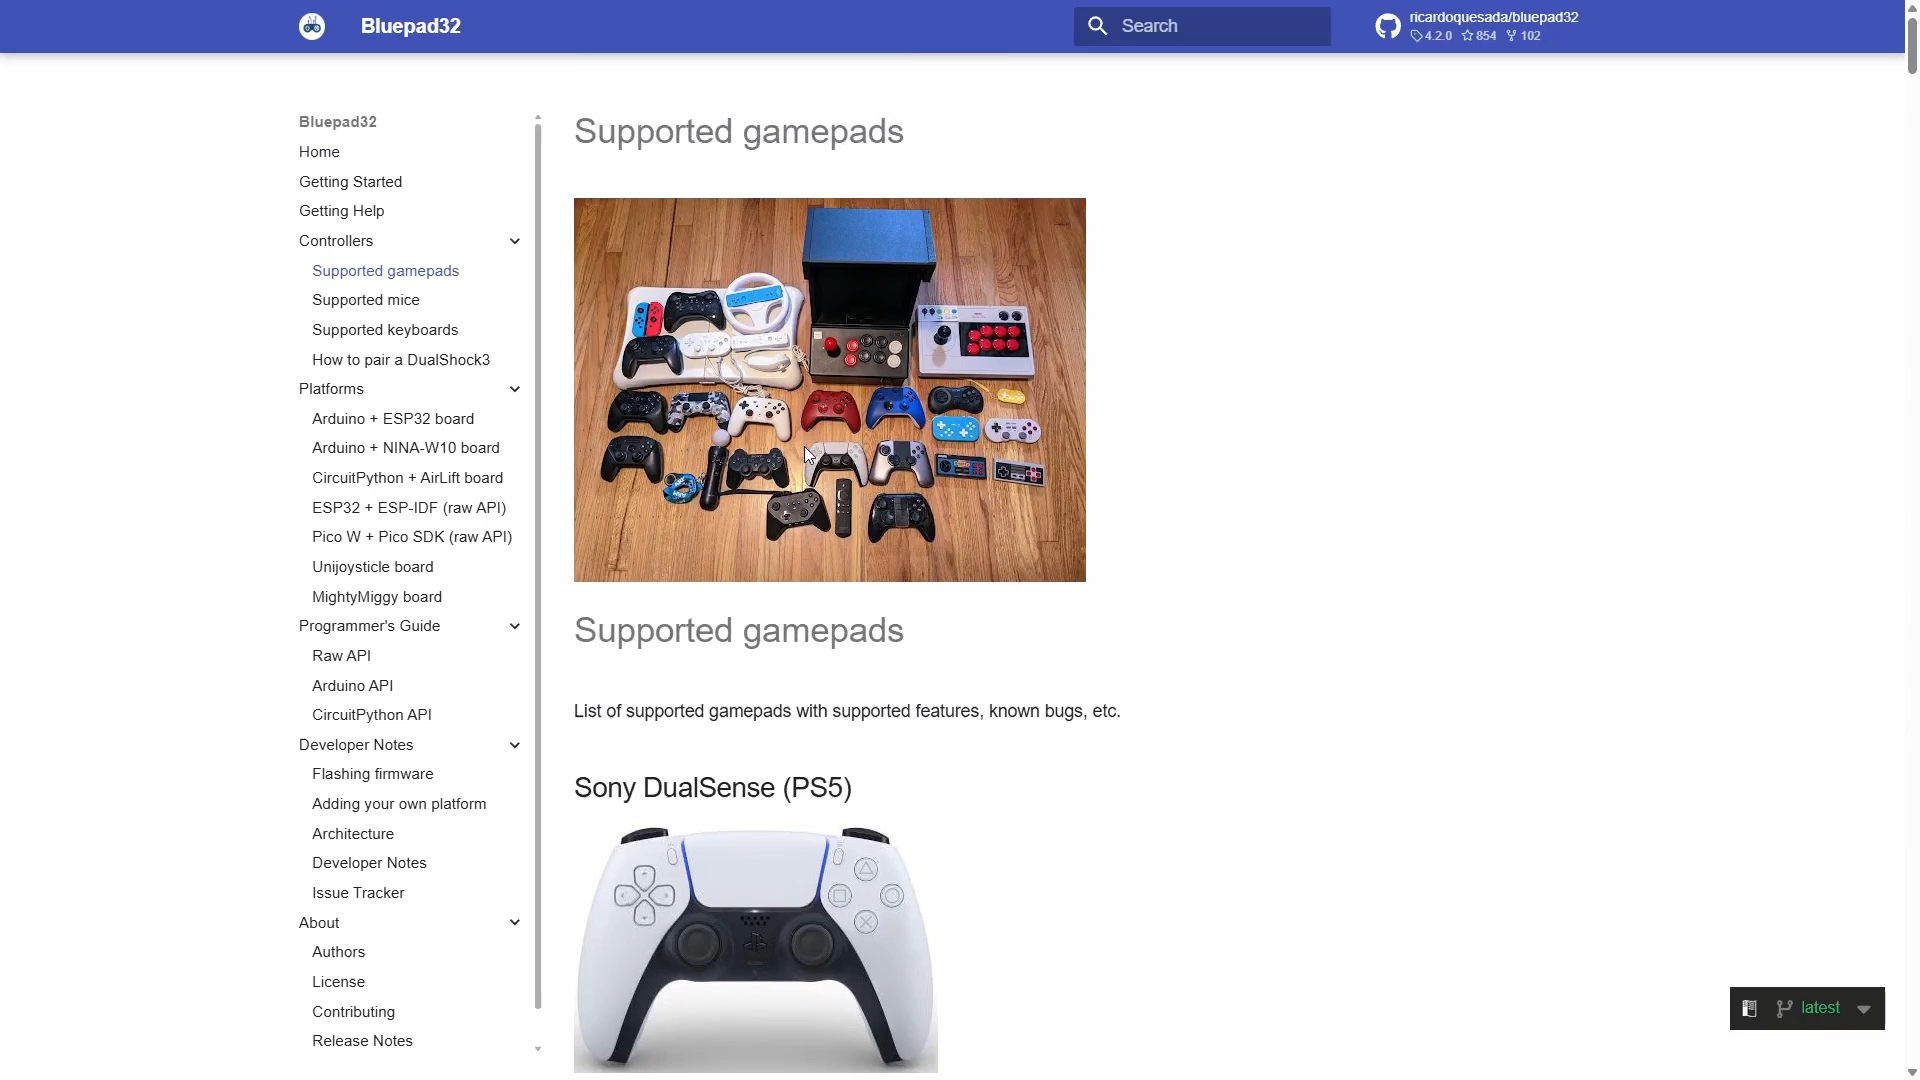 Bluepad32
Search
ricardoquesada/bluepad32
4.2.0 854 102
Bluepad32
Home
Getting Started
Getting Help
Controllers
Supported gamepads
Supported mice
Supported keyboards
How to pair a DualShock3
Platforms
Arduino + ESP32 board
Arduino + NINA-W10 board
CircuitPython + AirLift board
ESP32 + ESP-IDF (raw API)
Pico W + Pico SDK (raw API)
Unijoysticle board
MightyMiggy board
Programmer's Guide
Raw API
Arduino API
CircuitPython API
Developer Notes
Flashing firmware
Adding your own platform
Architecture
Developer Notes
Issue Tracker
About
Authors
License
Contributing
Release Notes
Supported gamepads
Supported gamepads
List of supported gamepads with supported features, known bugs, etc.
Sony DualSense (PS5)
latest